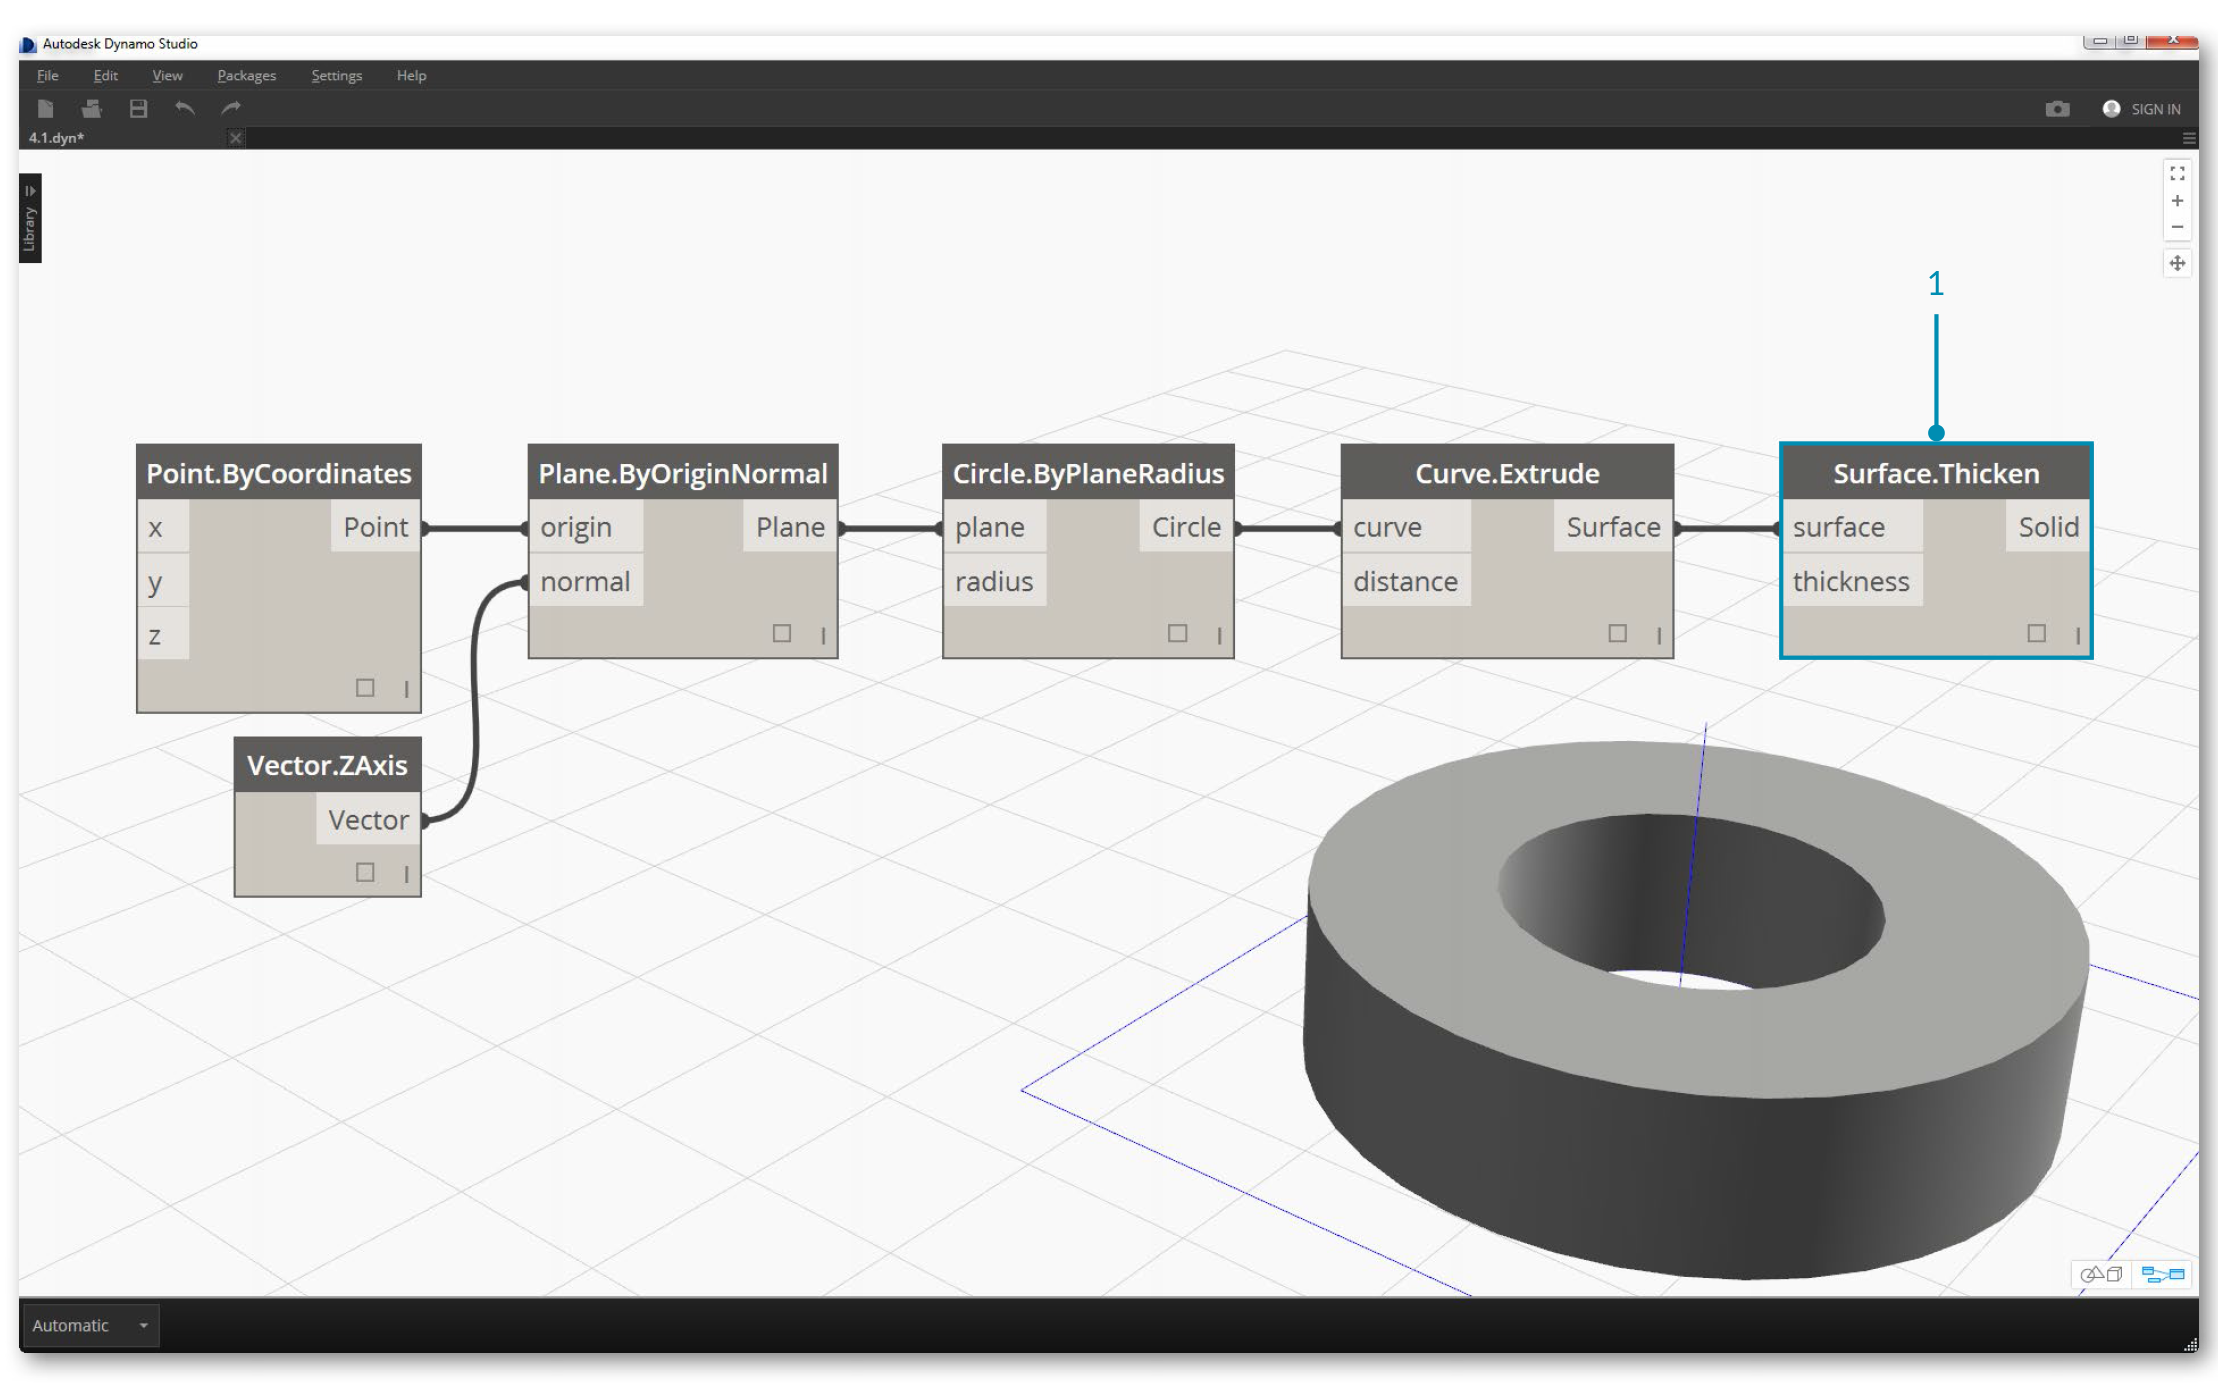 Autodesk Dynamo Studio
File Edit View Packages Settings Help
SIGN IN
4.1.dyn*
Library
1
Point.ByCoordinates
x Point
y
z
Vector.ZAxis
Vector
Plane.ByOriginNormal
origin Plane
normal
Circle.ByPlaneRadius
plane Circle
radius
Curve.Extrude
curve Surface
distance
Surface.Thicken
surface Solid
thickness
Automatic